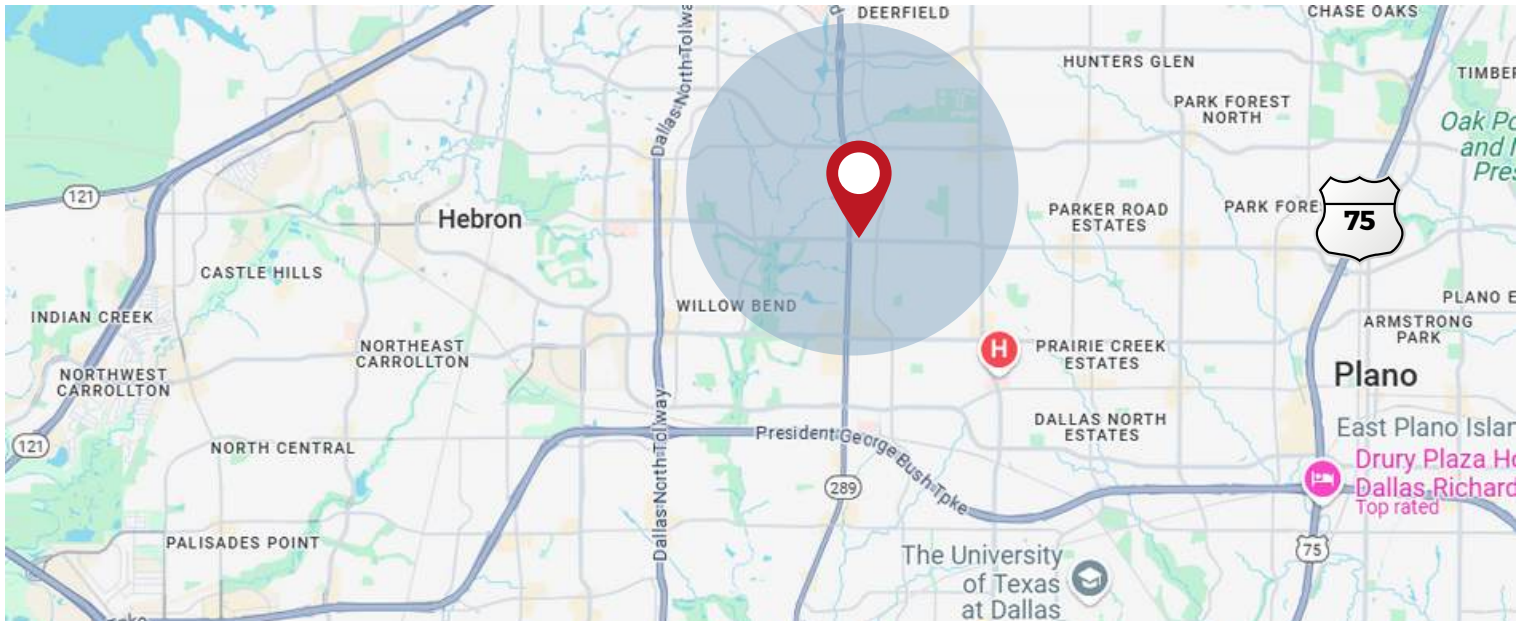 DEERFIELD
CHASE OAKS
HUNTERS GLEN
TIMBER
PARK FOREST
NORTH
Oak Po
and
Pres
Dallas North Tollwa
121
Hebron
PARKER ROAD
ESTATES
PARK FORE
75
CASTLE HILLS
WILLOW BEND
PLANO E
INDIAN CREEK
ARMSTRONG
PARK
NORTHEAST
CARROLLTON
H
PRAIRIE CREEK
ESTATES
NORTHWEST
CARROLLTON
Plano
DALLAS NORTH
ESTATES
121
NORTH CENTRAL
Dallas North Tollway
President George Bush Tpke
East Plano Islam
Drury Plaza Ho
Dallas Richard
Top rated
289
PALISADES POINT
75
The University
of Texas
at Dallas
Tpke